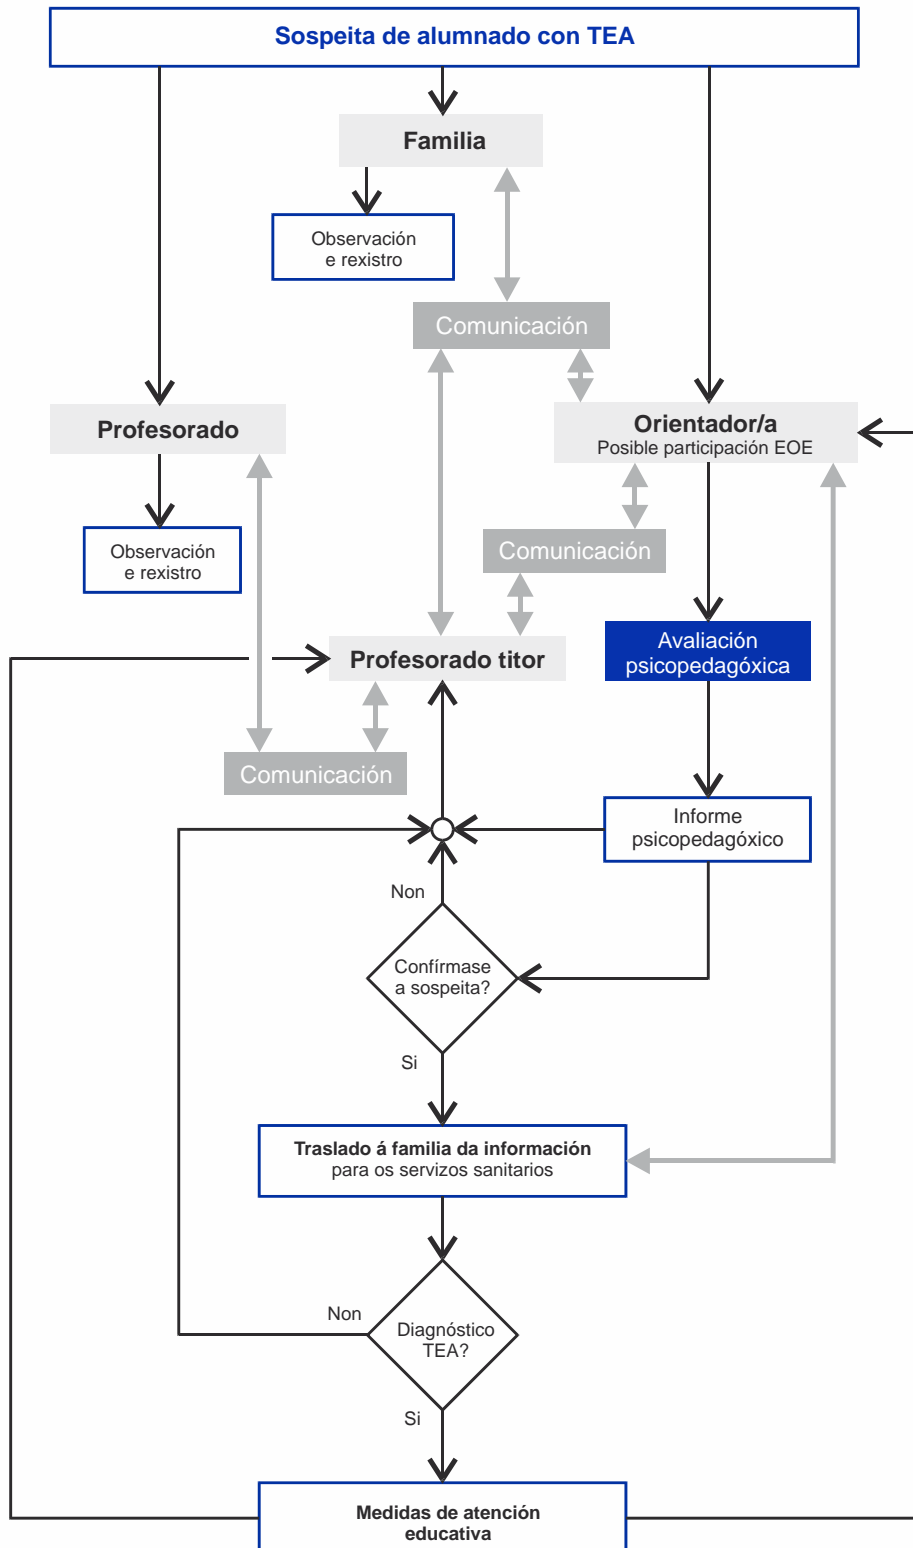 Sospeita de alumnado con TEA
Familia
Observación
e rexistro
Comunicación
Profesorado
Orientador/a
Posible participación EOE
Observación
e rexistro
Comunicación
Profesorado titor
Avaliación
psicopedagóxica
Comunicación
Informe
psicopedagóxico
Non
Confírmase
a sospeita?
Si
Traslado á familia da información
para os servizos sanitarios
Non
Diagnóstico
TEA?
Si
Medidas de atención
educativa